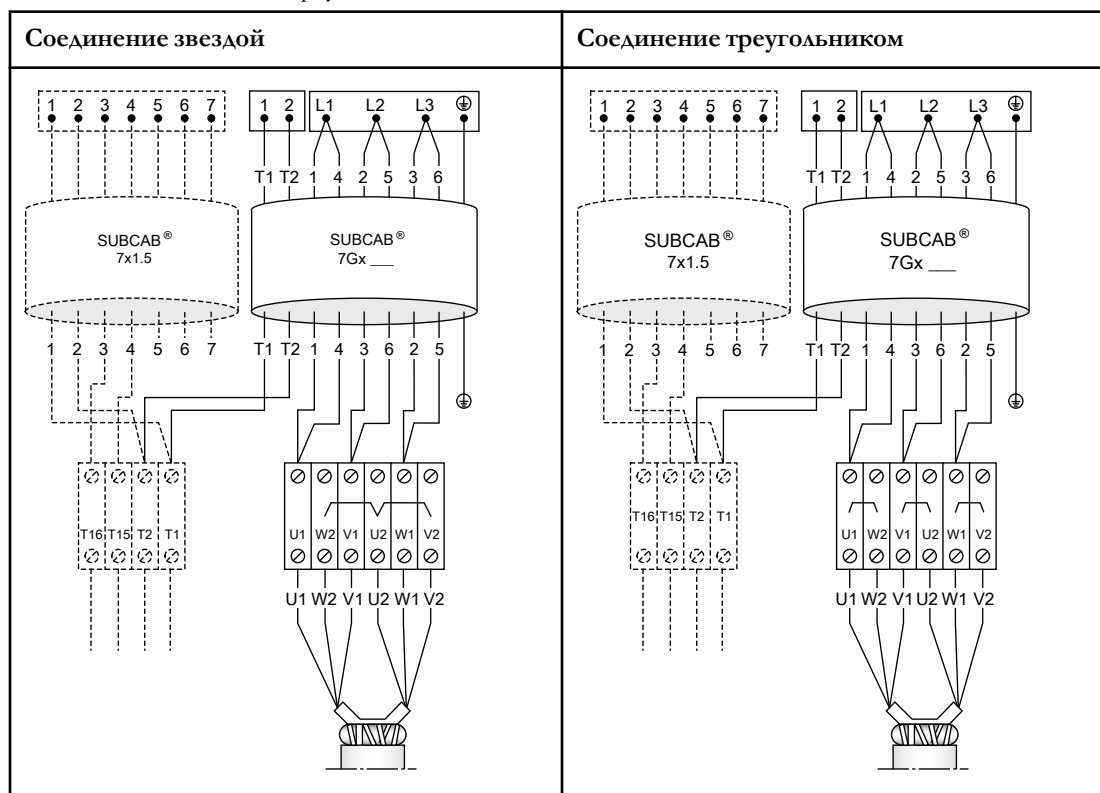 Соединение звездой
Соединение треугольником
1 2 3 4 5 6 7 1 2 L1 L2 L3
1 2 3 4 5 6 7 1 2 L1 L2 L3
T1 T2 1 4 2 5 3 6
T1 T2 1 4 2 5 3 6
SUBCAB®
7x1.5
SUBCAB®
7Gx ___
SUBCAB®
7x1.5
SUBCAB®
7Gx ___
1 2 3 4 5 6 7 T1 T2 1 4 3 6 2 5
1 2 3 4 5 6 7 T1 T2 1 4 3 6 2 5
T16 T15 T2 T1 U1 W2 V1 U2 W1 V2
T16 T15 T2 T1 U1 W2 V1 U2 W1 V2
U1 W2 V1 U2 W1 V2
U1 W2 V1 U2 W1 V2